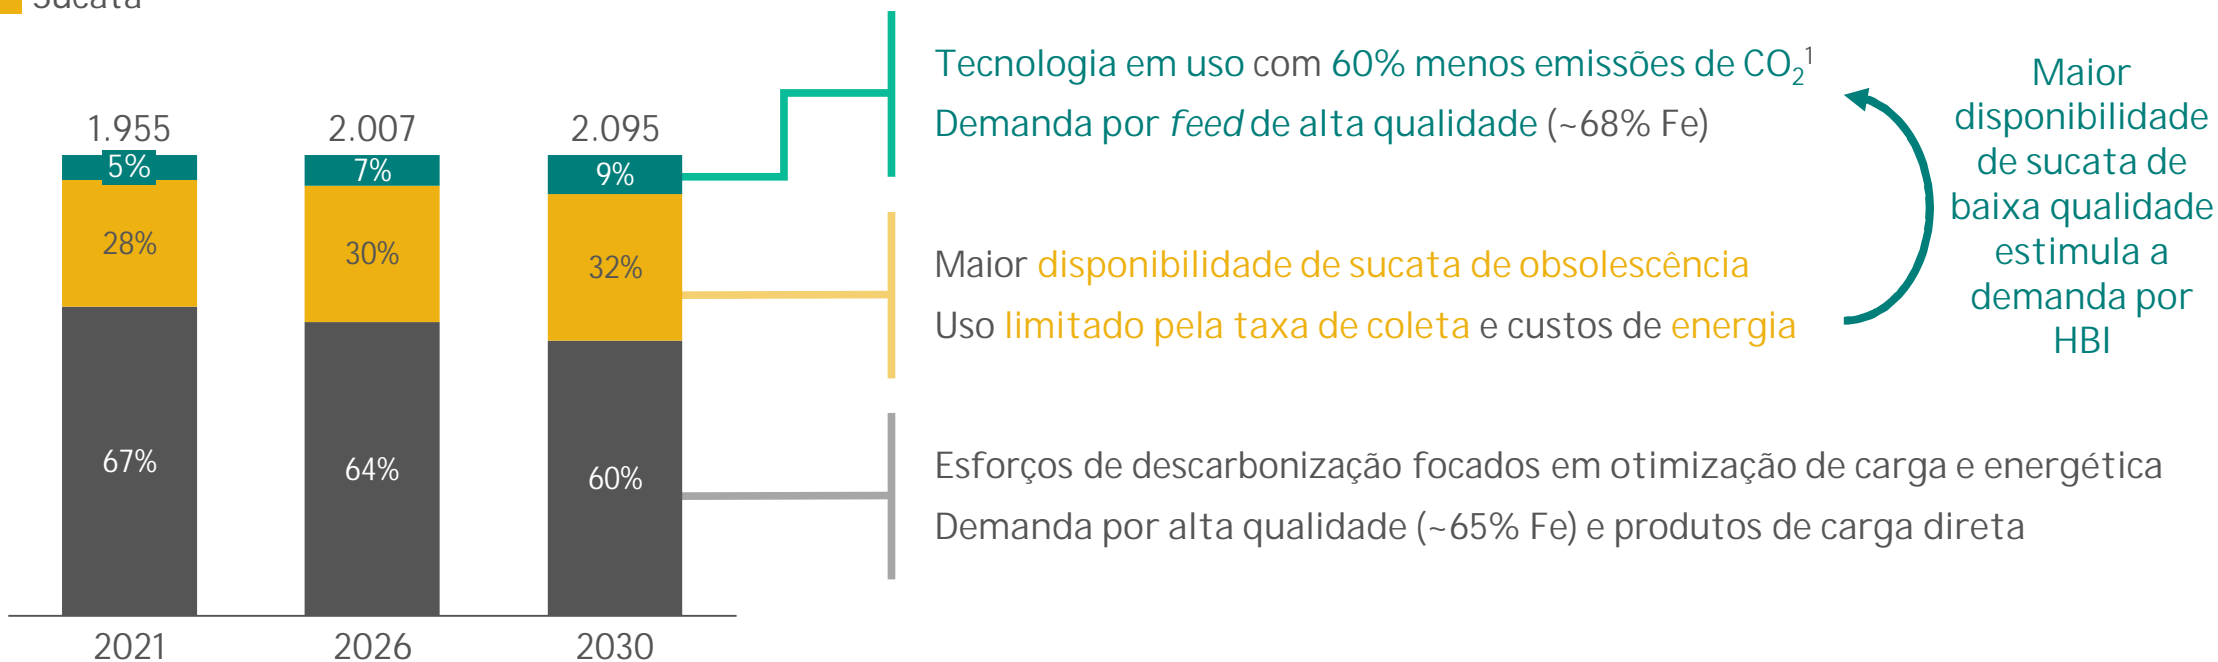 Sucata
1.955
2.007
2.095
5%
7%
9%
28%
30%
32%
67%
64%
60%
2021
2026
2030
Tecnologia em uso com 60% menos emissões de CO₂¹
Demanda por feed de alta qualidade (~68% Fe)
Maior disponibilidade de sucata de obsolescência
Uso limitado pela taxa de coleta e custos de energia
Esforços de descarbonização focados em otimização de carga e energética
Demanda por alta qualidade (~65% Fe) e produtos de carga direta
Maior
disponibilidade
de sucata de
baixa qualidade
estimula a
demanda por
HBI